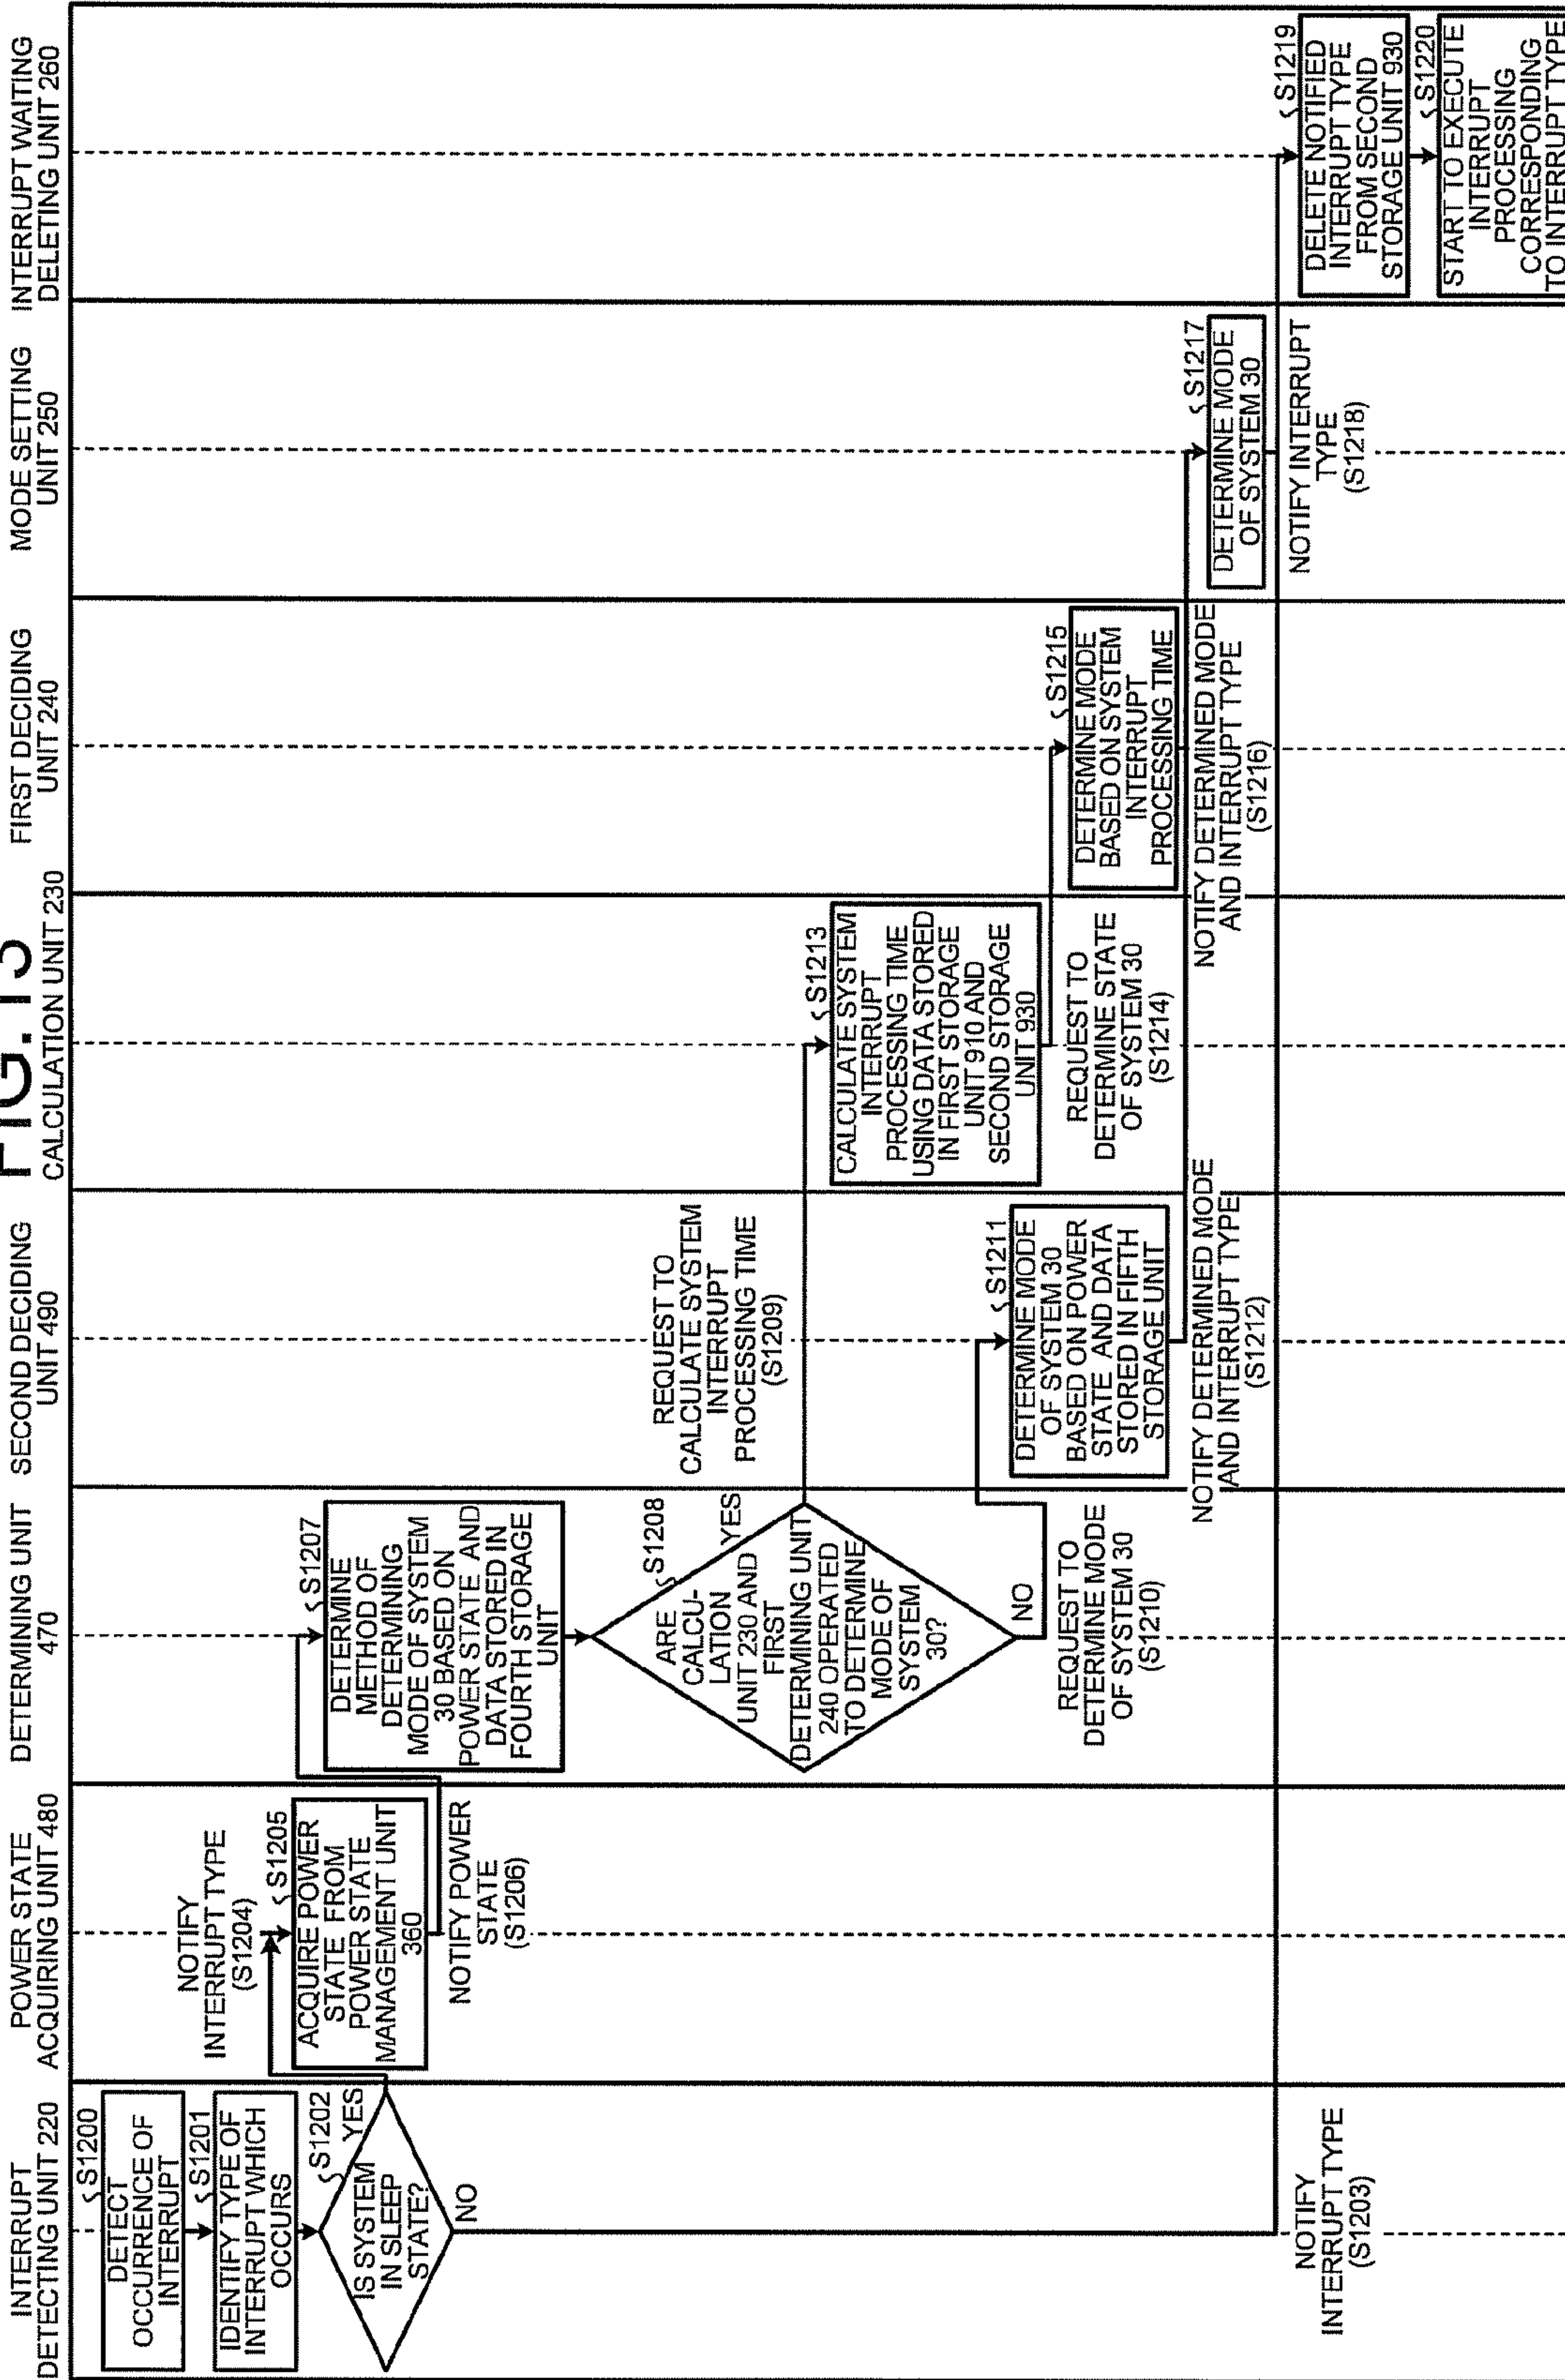 FIG.13
INTERRUPT
DETECTING UNIT 220
POWER STATE
ACQUIRING UNIT 480
DETERMINING UNIT
470
SECOND DECIDING
UNIT 490
CALCULATION UNIT 230
FIRST DECIDING
UNIT 240
MODE SETTING
UNIT 250
INTERRUPT WAITING
DELETING UNIT 260
S1200
DETECT
OCCURRENCE OF
INTERRUPT
S1201
IDENTIFY TYPE OF
INTERRUPT WHICH
OCCURS
S1202
IS SYSTEM
IN SLEEP
STATE?
YES
NO
NOTIFY
INTERRUPT TYPE
(S1203)
NOTIFY
INTERRUPT TYPE
(S1204)
S1205
ACQUIRE POWER
STATE FROM
POWER STATE
MANAGEMENT UNIT
360
NOTIFY POWER
STATE
(S1206)
S1207
DETERMINE
METHOD OF
DETERMINING
MODE OF SYSTEM
30 BASED ON
POWER STATE AND
DATA STORED IN
FOURTH STORAGE
UNIT
S1208
ARE
CALCU-
LATION
UNIT 230 AND
FIRST
DETERMINING UNIT
240 OPERATED
TO DETERMINE
MODE OF
SYSTEM
30?
YES
NO
REQUEST TO
CALCULATE SYSTEM
INTERRUPT
PROCESSING TIME
(S1209)
REQUEST TO
DETERMINE MODE
OF SYSTEM 30
(S1210)
S1211
DETERMINE MODE
OF SYSTEM 30
BASED ON POWER
STATE AND DATA
STORED IN FIFTH
STORAGE UNIT
NOTIFY DETERMINED MODE
AND INTERRUPT TYPE
(S1212)
S1213
CALCULATE SYSTEM
INTERRUPT
PROCESSING TIME
USING DATA STORED
IN FIRST STORAGE
UNIT 910 AND
SECOND STORAGE
UNIT 930
REQUEST TO
DETERMINE STATE
OF SYSTEM 30
(S1214)
S1215
DETERMINE MODE
BASED ON SYSTEM
INTERRUPT
PROCESSING TIME
NOTIFY DETERMINED MODE
AND INTERRUPT TYPE
(S1216)
S1217
DETERMINE MODE
OF SYSTEM 30
NOTIFY INTERRUPT
TYPE
(S1218)
S1219
DELETE NOTIFIED
INTERRUPT TYPE
FROM SECOND
STORAGE UNIT 930
S1220
START TO EXECUTE
INTERRUPT
PROCESSING
CORRESPONDING
TO INTERRUPT TYPE